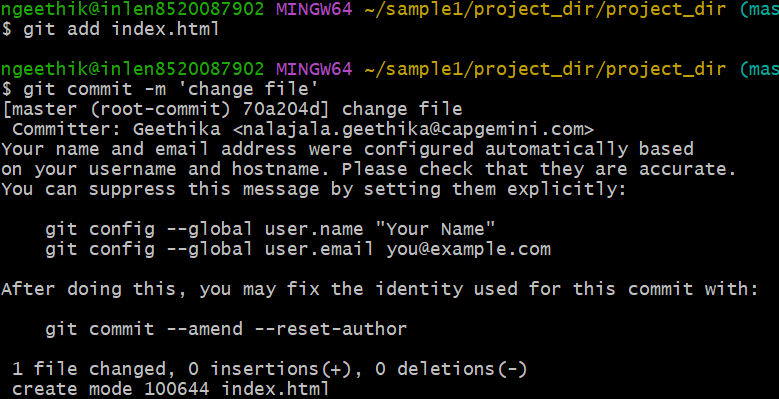 ngeethik@inlen8520087902 MINGW64 ~/sample1/project_dir/project_dir (mas
$ git add index.html
ngeethik@inlen8520087902 MINGW64 ~/sample1/project_dir/project_dir (mas
$ git commit -m 'change file'
[master (root-commit) 70a204d] change file
 Committer: Geethika <nalajala.geethika@capgemini.com>
Your name and email address were configured automatically based
on your username and hostname. Please check that they are accurate.
You can suppress this message by setting them explicitly:
    git config --global user.name "Your Name"
    git config --global user.email you@example.com
After doing this, you may fix the identity used for this commit with:
    git commit --amend --reset-author
 1 file changed, 0 insertions(+), 0 deletions(-)
 create mode 100644 index.html